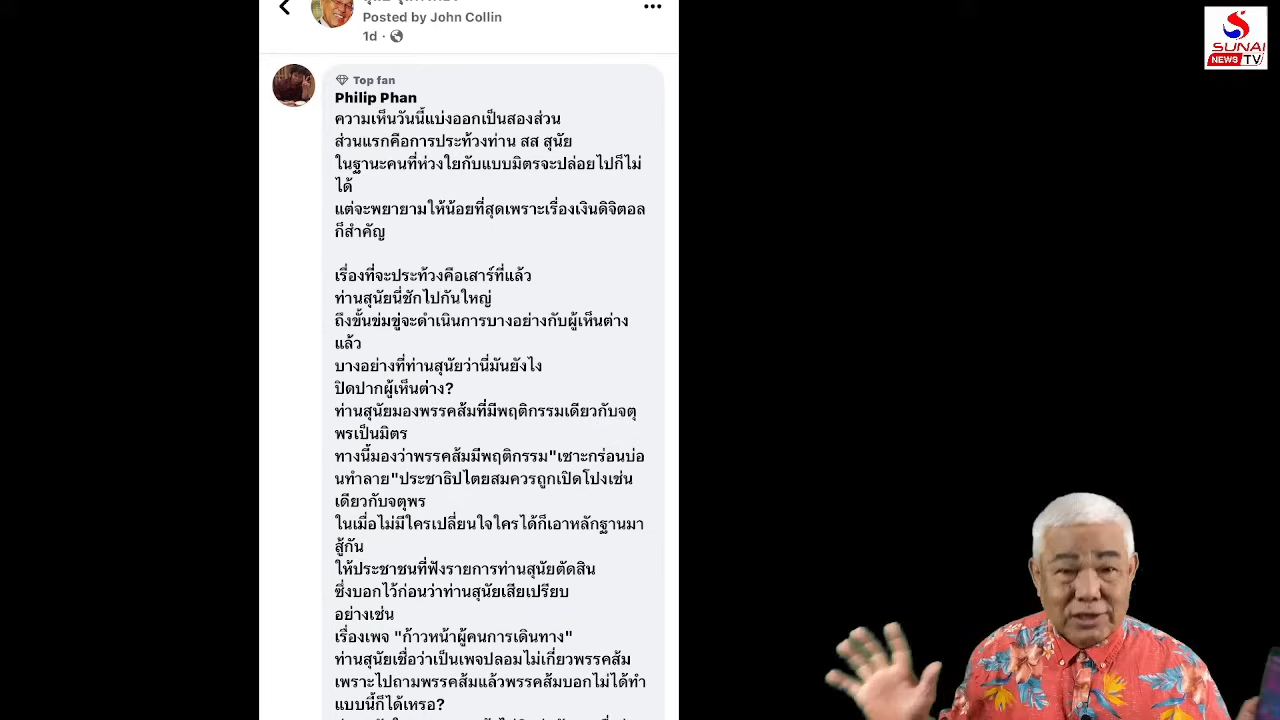 Posted by John Collin
1d ·
SUNAI
NEWS TV
Top fan
Philip Phan
ความเห็นวันนี้แบ่งออกเป็นสองส่วน
ส่วนแรกคือการประท้วงท่าน สส สุนัย
ในฐานะคนที่ห่วงใยกับแบบมิตรจะปล่อยไปก็ไม่
ได้
แต่จะพยายามให้น้อยที่สุดเพราะเรื่องเงินดิจิตอล
ก็สำคัญ
เรื่องที่จะประท้วงคือเสาร์ที่แล้ว
ท่านสุนัยนี่ชักไปกันใหญ่
ถึงขั้นข่มขู่จะดำเนินการบางอย่างกับผู้เห็นต่าง
แล้ว
บางอย่างที่ท่านสุนัยว่านี่มันยังไง
ปิดปากผู้เห็นต่าง?
ท่านสุนัยมองพรรคส้มที่มีพฤติกรรมเดียวกับจตุ
พรเป็นมิตร
ทางนี้มองว่าพรรคส้มมีพฤติกรรม"เซาะกร่อนบ่อ
นทำลาย"ประชาธิปไตยสมควรถูกเปิดโปงเช่น
เดียวกับจตุพร
ในเมื่อไม่มีใครเปลี่ยนใจใครได้ก็เอาหลักฐานมา
สู้กัน
ให้ประชาชนที่ฟังรายการท่านสุนัยตัดสิน
ซึ่งบอกไว้ก่อนว่าท่านสุนัยเสียเปรียบ
อย่างเช่น
เรื่องเพจ "ก้าวหน้าผู้คนการเดินทาง"
ท่านสุนัยเชื่อว่าเป็นเพจปลอมไม่เกี่ยวพรรคส้ม
เพราะไปถามพรรคส้มแล้วพรรคส้มบอกไม่ได้ทำ
แบบนี้ก็ได้เหรอ?